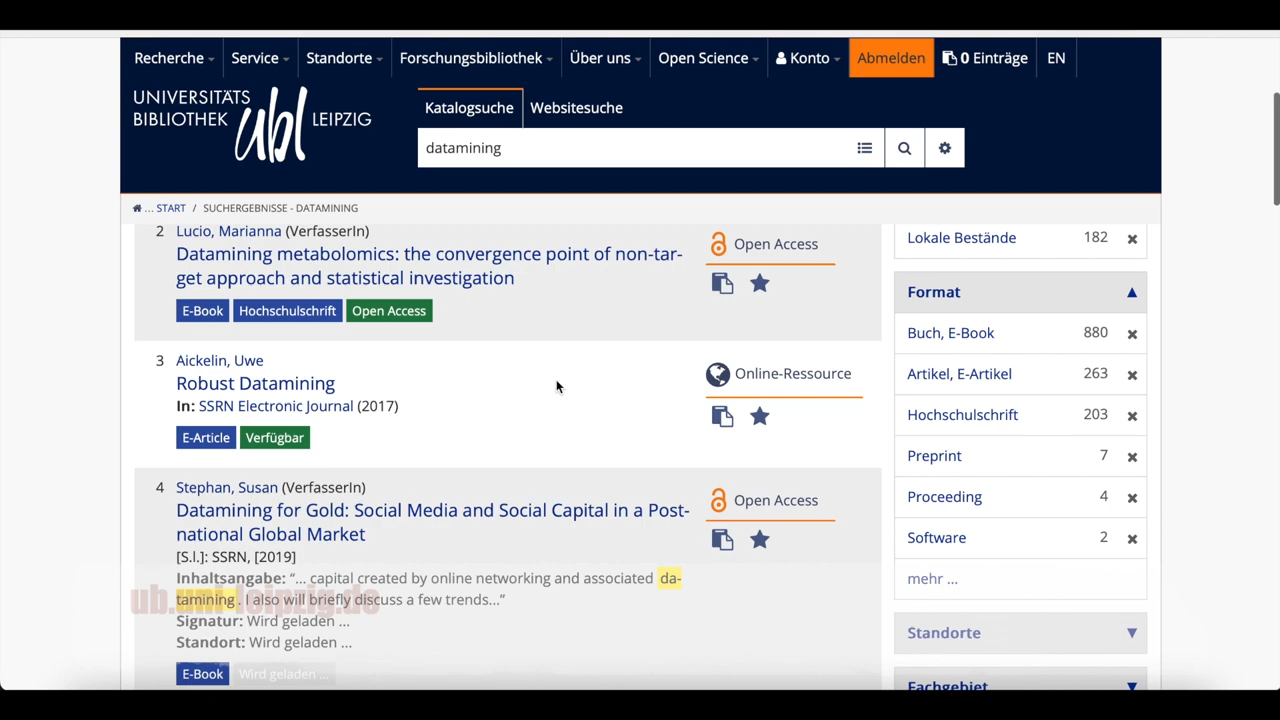 Recherche Service Standorte Forschungsbibliothek Über uns Open Science Konto Abmelden 0 Einträge EN
UNIVERSITÄTS
BIBLIOTHEK ubl LEIPZIG
Katalogsuche Websitesuche
datamining
... START / SUCHERGEBNISSE - DATAMINING
2 Lucio, Marianna (VerfasserIn)
Datamining metabolomics: the convergence point of non-tar-
get approach and statistical investigation
E-Book Hochschulschrift Open Access
Open Access
3 Aickelin, Uwe
Robust Datamining
In: SSRN Electronic Journal (2017)
E-Article Verfügbar
Online-Ressource
4 Stephan, Susan (VerfasserIn)
Datamining for Gold: Social Media and Social Capital in a Post-
national Global Market
[S.l.]: SSRN, [2019]
Inhaltsangabe: “... capital created by online networking and associated da-
tamining . I also will briefly discuss a few trends...”
Signatur: Wird geladen ...
Standort: Wird geladen ...
E-Book Wird geladen ...
Open Access
ub.uni-leipzig.de
Lokale Bestände 182
Format
Buch, E-Book 880
Artikel, E-Artikel 263
Hochschulschrift 203
Preprint 7
Proceeding 4
Software 2
mehr ...
Standorte
Fachgebiet